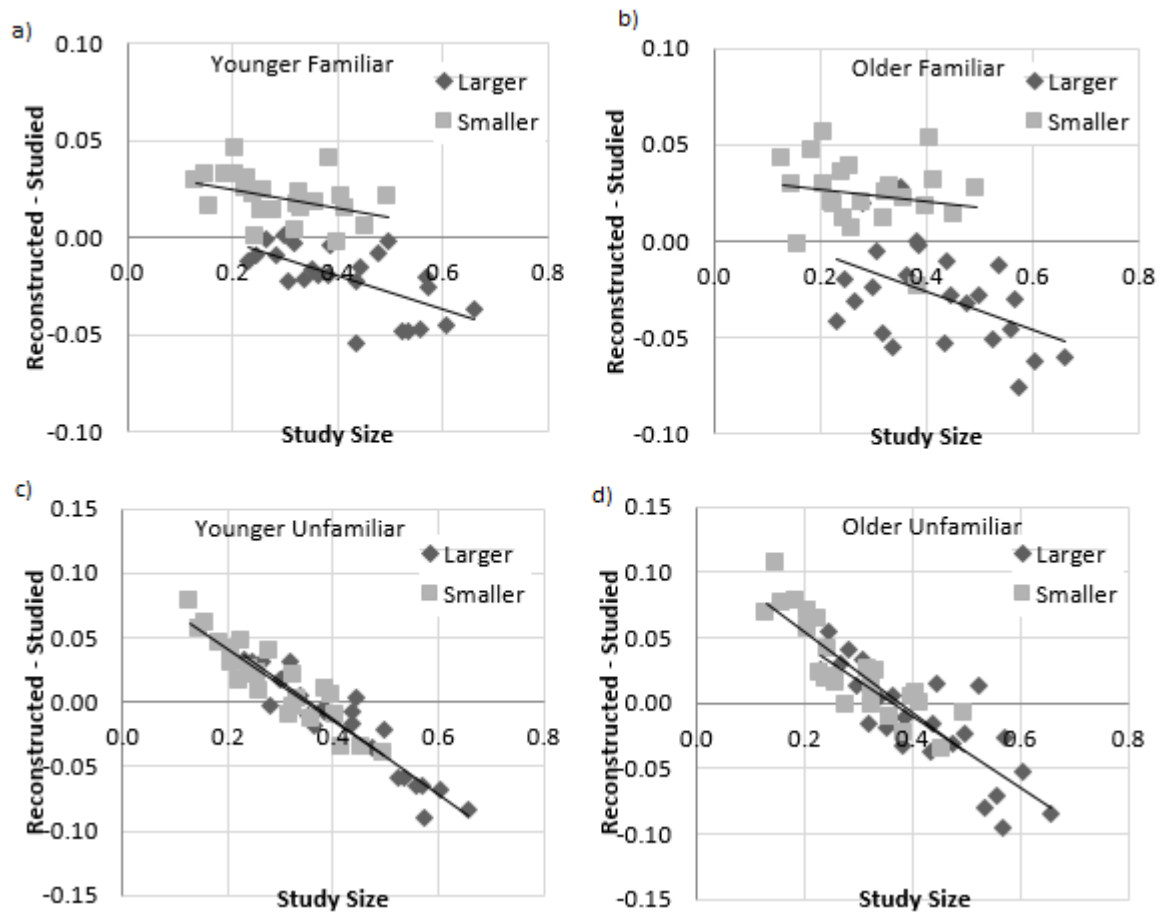 a)
Younger Familiar
Larger
Smaller
Reconstructed - Studied
0.10
0.05
0.00
-0.05
-0.10
0.0 0.2 0.4 0.6 0.8
Study Size
b)
Older Familiar
Larger
Smaller
Reconstructed - Studied
0.10
0.05
0.00
-0.05
-0.10
0.0 0.2 0.4 0.6 0.8
Study Size
c)
Younger Unfamiliar
Larger
Smaller
Reconstructed - Studied
0.15
0.10
0.05
0.00
-0.05
-0.10
-0.15
0.0 0.2 0.4 0.6 0.8
Study Size
d)
Older Unfamiliar
Larger
Smaller
Reconstructed - Studied
0.15
0.10
0.05
0.00
-0.05
-0.10
-0.15
0.0 0.2 0.4 0.6 0.8
Study Size